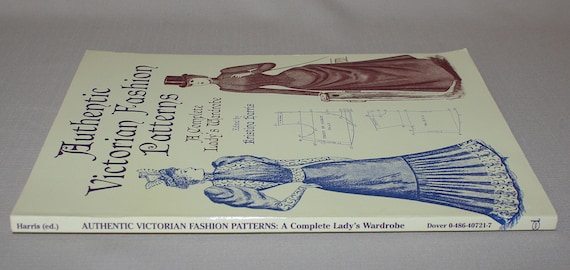 Authentic
Victorian Fashion
Patterns
A Complete
Lady's Wardrobe
Edited by
Kristina Harris
Harris (ed.) AUTHENTIC VICTORIAN FASHION PATTERNS: A Complete Lady's Wardrobe Dover 0-486-40721-7